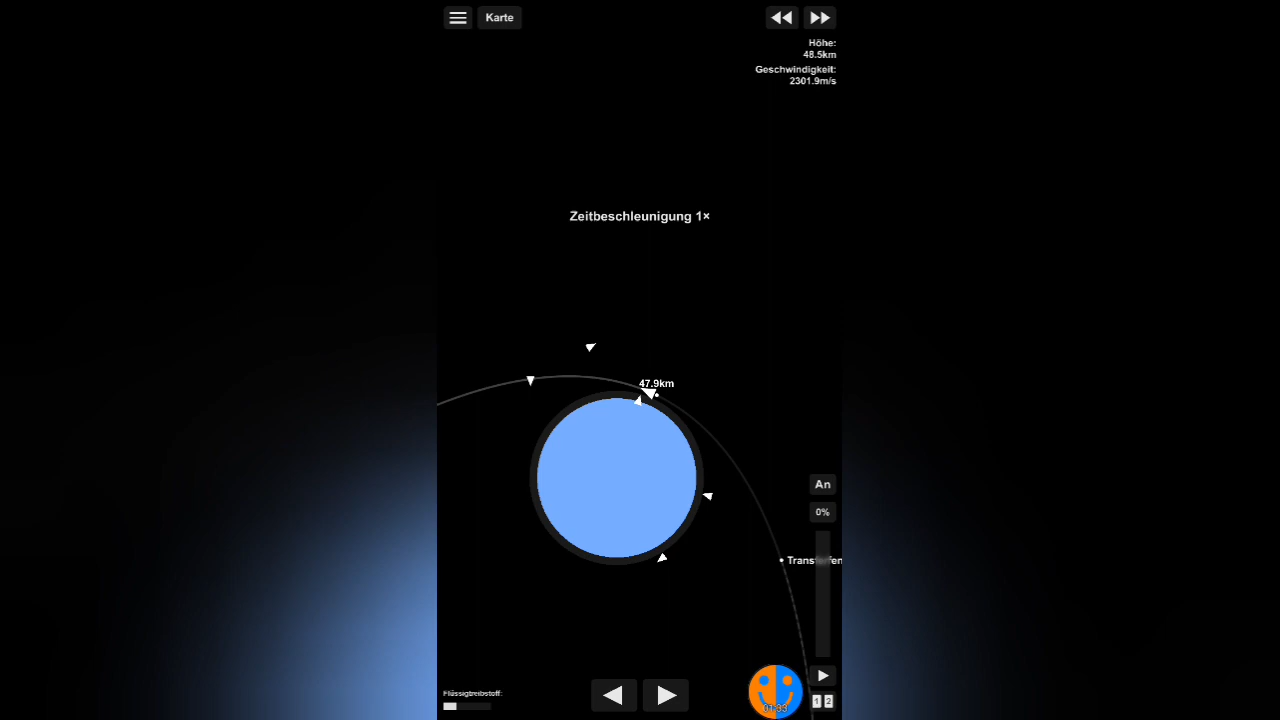 Karte
Höhe:
48.5km
Geschwindigkeit:
2301.9m/s
Zeitbeschleunigung 1×
47.9km
An
0%
Flüssigtreibstoff:
1 2